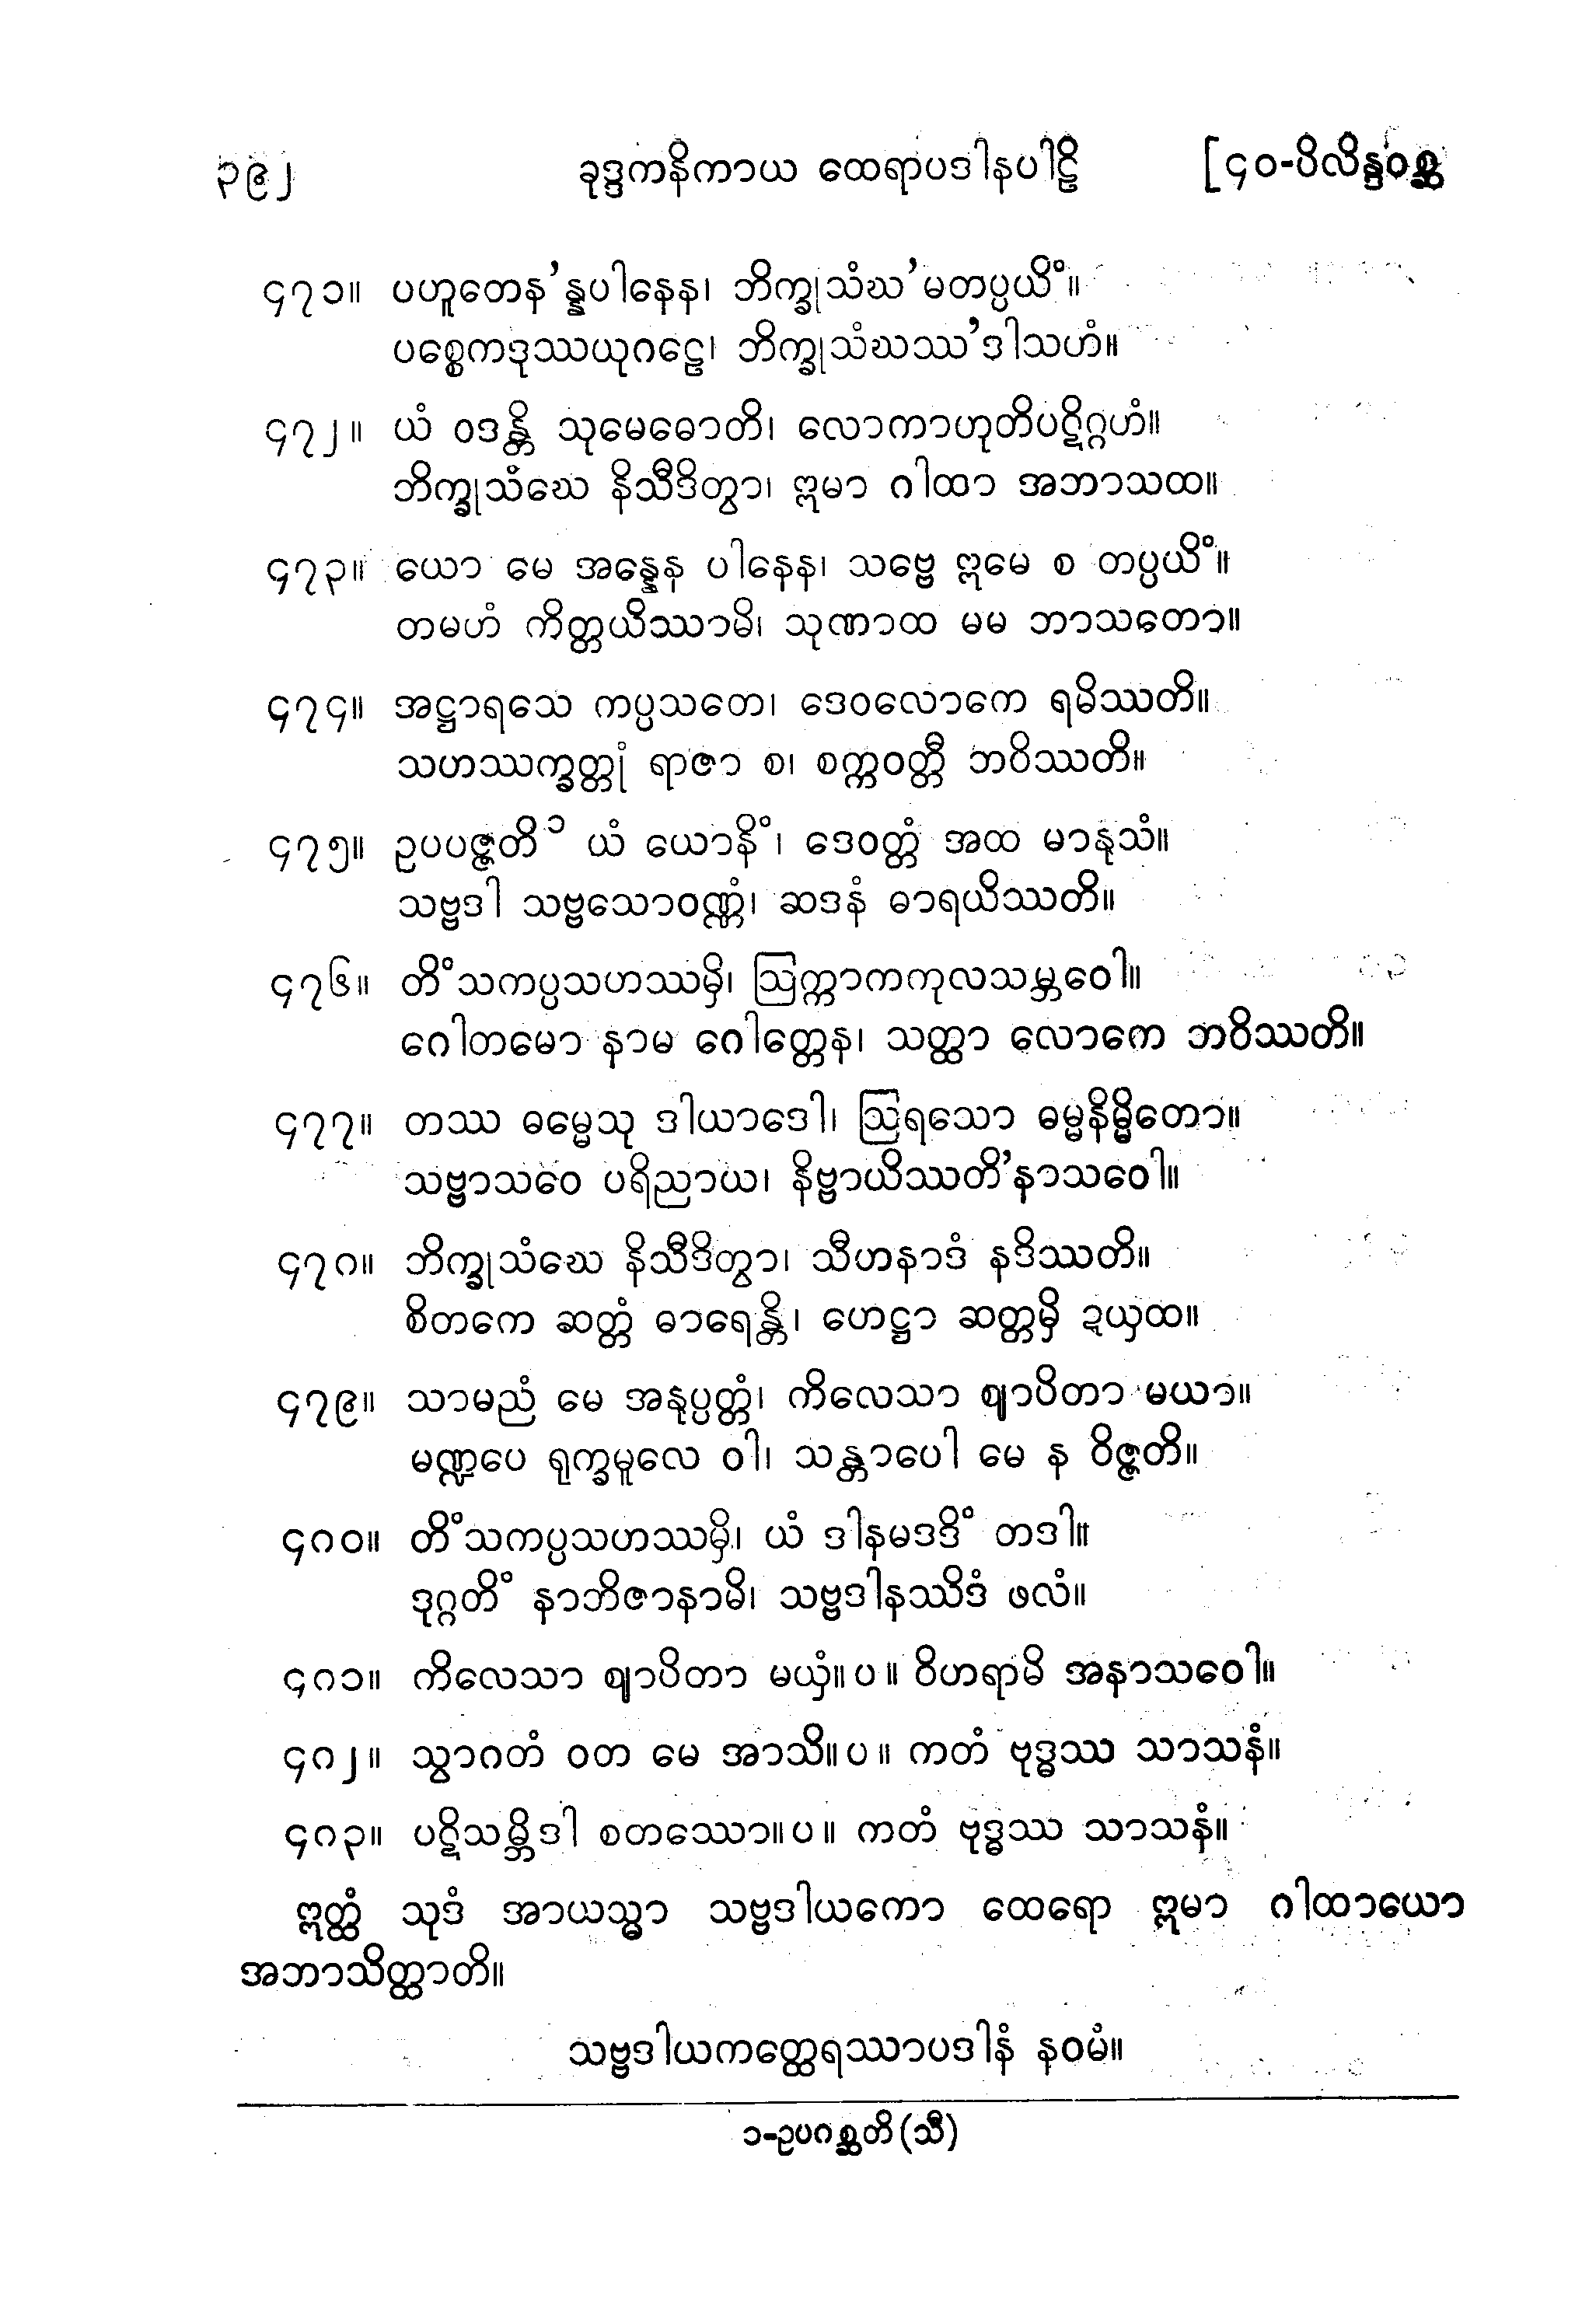 ၃၉၂ ခုဒ္ဒကနိကာယ ထေရာပဒါနပါဠိ [၄၀-ပိလိန္ဒဝစ္ဆ
၄၇၁။ ပဟူတေန’န္နပါနေန၊ ဘိက္ခုသံဃ’မတပ္ပယိံ။
ပစ္စေကဒုဿယုဂဠေ၊ ဘိက္ခုသံဃဿ’ဒါသဟံ။
၄၇၂။ ယံ ဝဒန္တိ သုမေဓောတိ၊ လောကာဟုတိပဋိဂ္ဂဟံ။
ဘိက္ခုသံဃေ နိသီဒိတွာ၊ ဣမာ ဂါထာ အဘာသထ။
၄၇၃။ ယော မေ အန္နေန ပါနေန၊ သဗ္ဗေ ဣမေ စ တပ္ပယိံ။
တမဟံ ကိတ္တယိဿာမိ၊ သုဏာထ မမ ဘာသတော။
၄၇၄။ အဋ္ဌာရသေ ကပ္ပသတေ၊ ဒေဝလောကေ ရမိဿတိ။
သဟဿက္ခတ္တုံ ရာဇာ စ၊ စက္ကဝတ္တီ ဘဝိဿတိ။
၄၇၅။ ဥပပဇ္ဇတိ ၁ ယံ ယောနိံ၊ ဒေဝတ္တံ အထ မာနုသံ။
သဗ္ဗဒါ သဗ္ဗသောဝဏ္ဏံ၊ ဆဒနံ ဓာရယိဿတိ။
၄၇၆။ တိံသကပ္ပသဟဿမှိ၊ ဩက္ကာကကုလသမ္ဘဝေါ။
ဂေါတမော နာမ ဂေါတ္တေန၊ သတ္ထာ လောကေ ဘဝိဿတိ။
၄၇၇။ တဿ ဓမ္မေသု ဒါယာဒေါ၊ ဩရသော ဓမ္မနိမ္မိတော။
သဗ္ဗာသဝေ ပရိညာယ၊ နိဗ္ဗာယိဿတိ’နာသဝေါ။
၄၇၈။ ဘိက္ခုသံဃေ နိသီဒိတွာ၊ သီဟနာဒံ နဒိဿတိ။
စိတကေ ဆတ္တံ ဓာရေန္တိ၊ ဟေဋ္ဌာ ဆတ္တမှိ ဍယှထ။
၄၇၉။ သာမညံ မေ အနုပ္ပတ္တံ၊ ကိလေသာ ဈာပိတာ မယာ။
မဏ္ဍပေ ရုက္ခမူလေ ဝါ၊ သန္တာပေါ မေ န ဝိဇ္ဇတိ။
၄၈၀။ တိံသကပ္ပသဟဿမှိ၊ ယံ ဒါနမဒဒိံ တဒါ။
ဒုဂ္ဂတိံ နာဘိဇာနာမိ၊ သဗ္ဗဒါနဿိဒံ ဖလံ။
၄၈၁။ ကိလေသာ ဈာပိတာ မယှံ။ပ။ ဝိဟရာမိ အနာသဝေါ။
၄၈၂။ သွာဂတံ ဝတ မေ အာသိ။ပ။ ကတံ ဗုဒ္ဓဿ သာသနံ။
၄၈၃။ ပဋိသမ္ဘိဒါ စတဿော။ပ။ ကတံ ဗုဒ္ဓဿ သာသနံ။
ဣတ္ထံ သုဒံ အာယသ္မာ သဗ္ဗဒါယကော ထေရော ဣမာ ဂါထာယော
အဘာသိတ္ထာတိ။
သဗ္ဗဒါယကတ္ထေရဿာပဒါနံ နဝမံ။
၁-ဥပဂစ္ဆတိ (သီ)